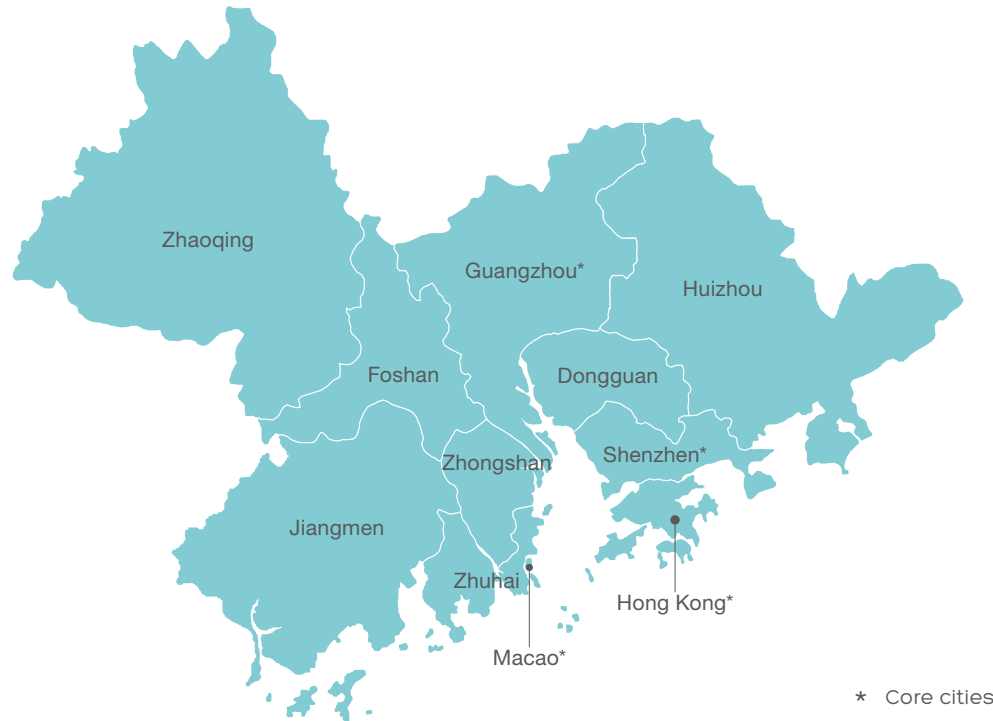 Zhaoqing
Guangzhou*
Huizhou
Foshan
Dongguan
Zhongshan
Shenzhen*
Jiangmen
Zhuhai
Hong Kong*
Macao*
* Core cities